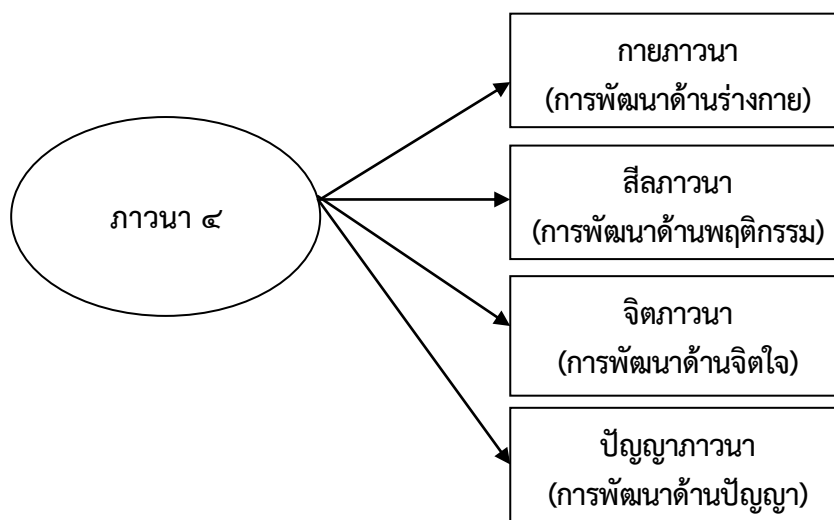 กายภาวนา
(การพัฒนาด้านร่างกาย)
สีลภาวนา
(การพัฒนาด้านพฤติกรรม)
ภาวนา ๔
จิตภาวนา
(การพัฒนาด้านจิตใจ)
ปัญญาภาวนา
(การพัฒนาด้านปัญญา)